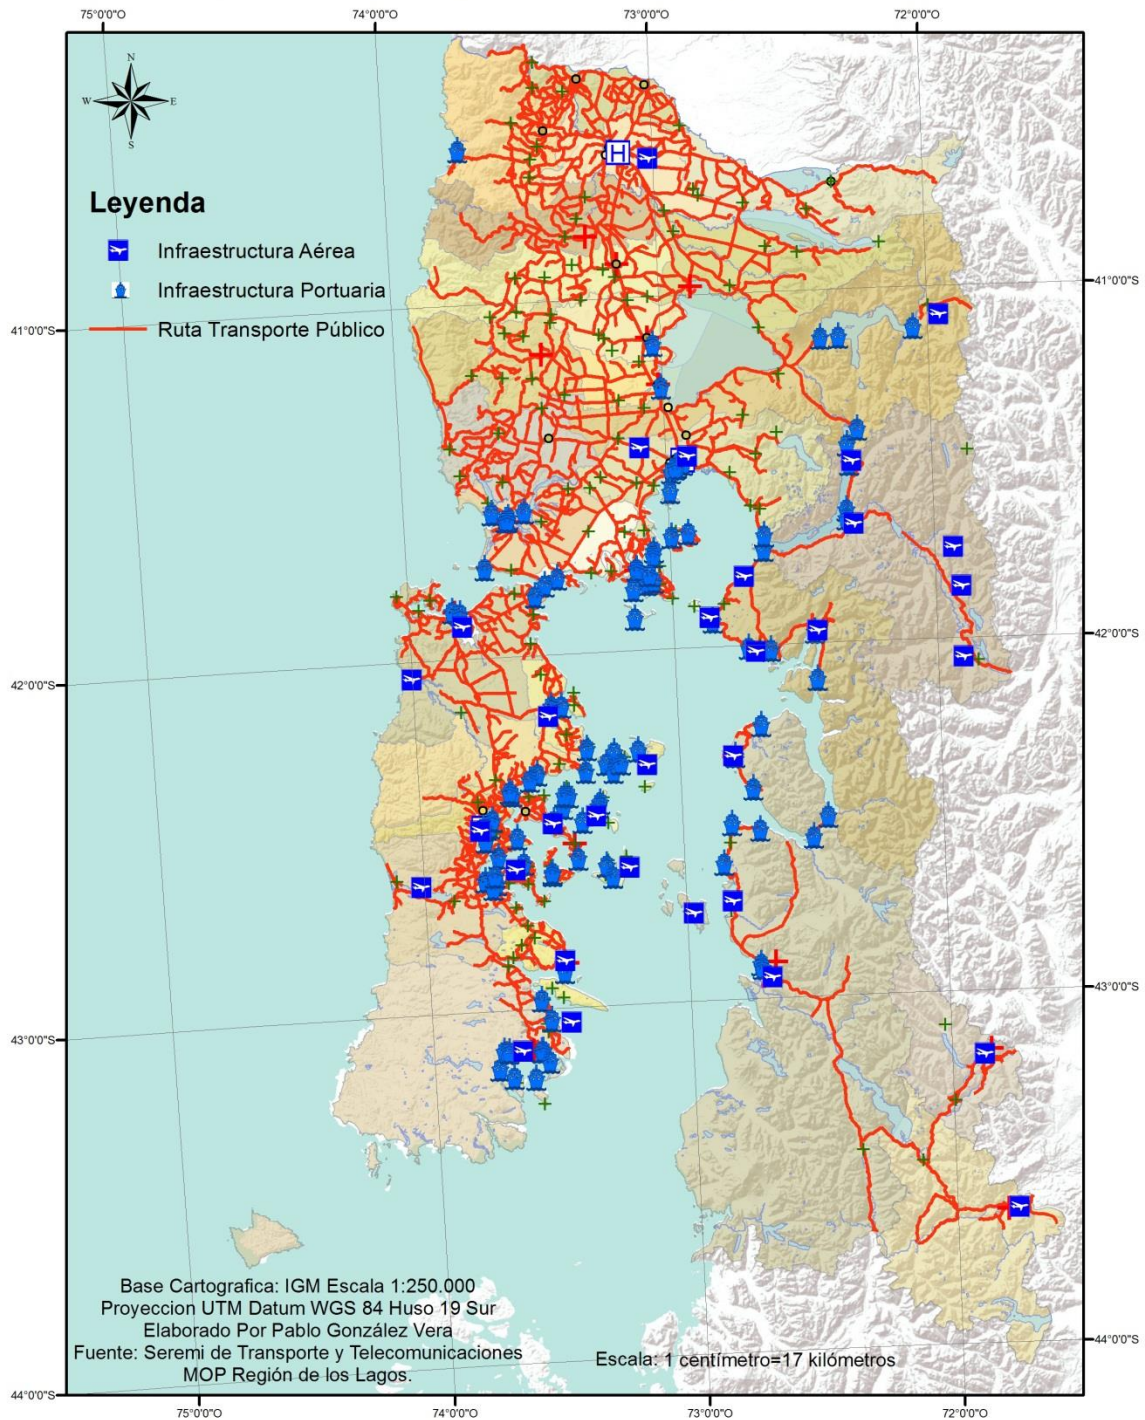 75°0'0"O 74°0'0"O 73°0'0"O 72°0'0"O
N
W E
S
Leyenda
Infraestructura Aérea
Infraestructura Portuaria
Ruta Transporte Público
H
41°0'0"S
41°0'0"S
42°0'0"S
42°0'0"S
43°0'0"S
43°0'0"S
Base Cartografica: IGM Escala 1:250.000
Proyeccion UTM Datum WGS 84 Huso 19 Sur
Elaborado Por Pablo González Vera
Fuente: Seremi de Transporte y Telecomunicaciones
MOP Región de los Lagos.
Escala: 1 centímetro=17 kilómetros
44°0'0"S
44°0'0"S
75°0'0"O 74°0'0"O 73°0'0"O 72°0'0"O